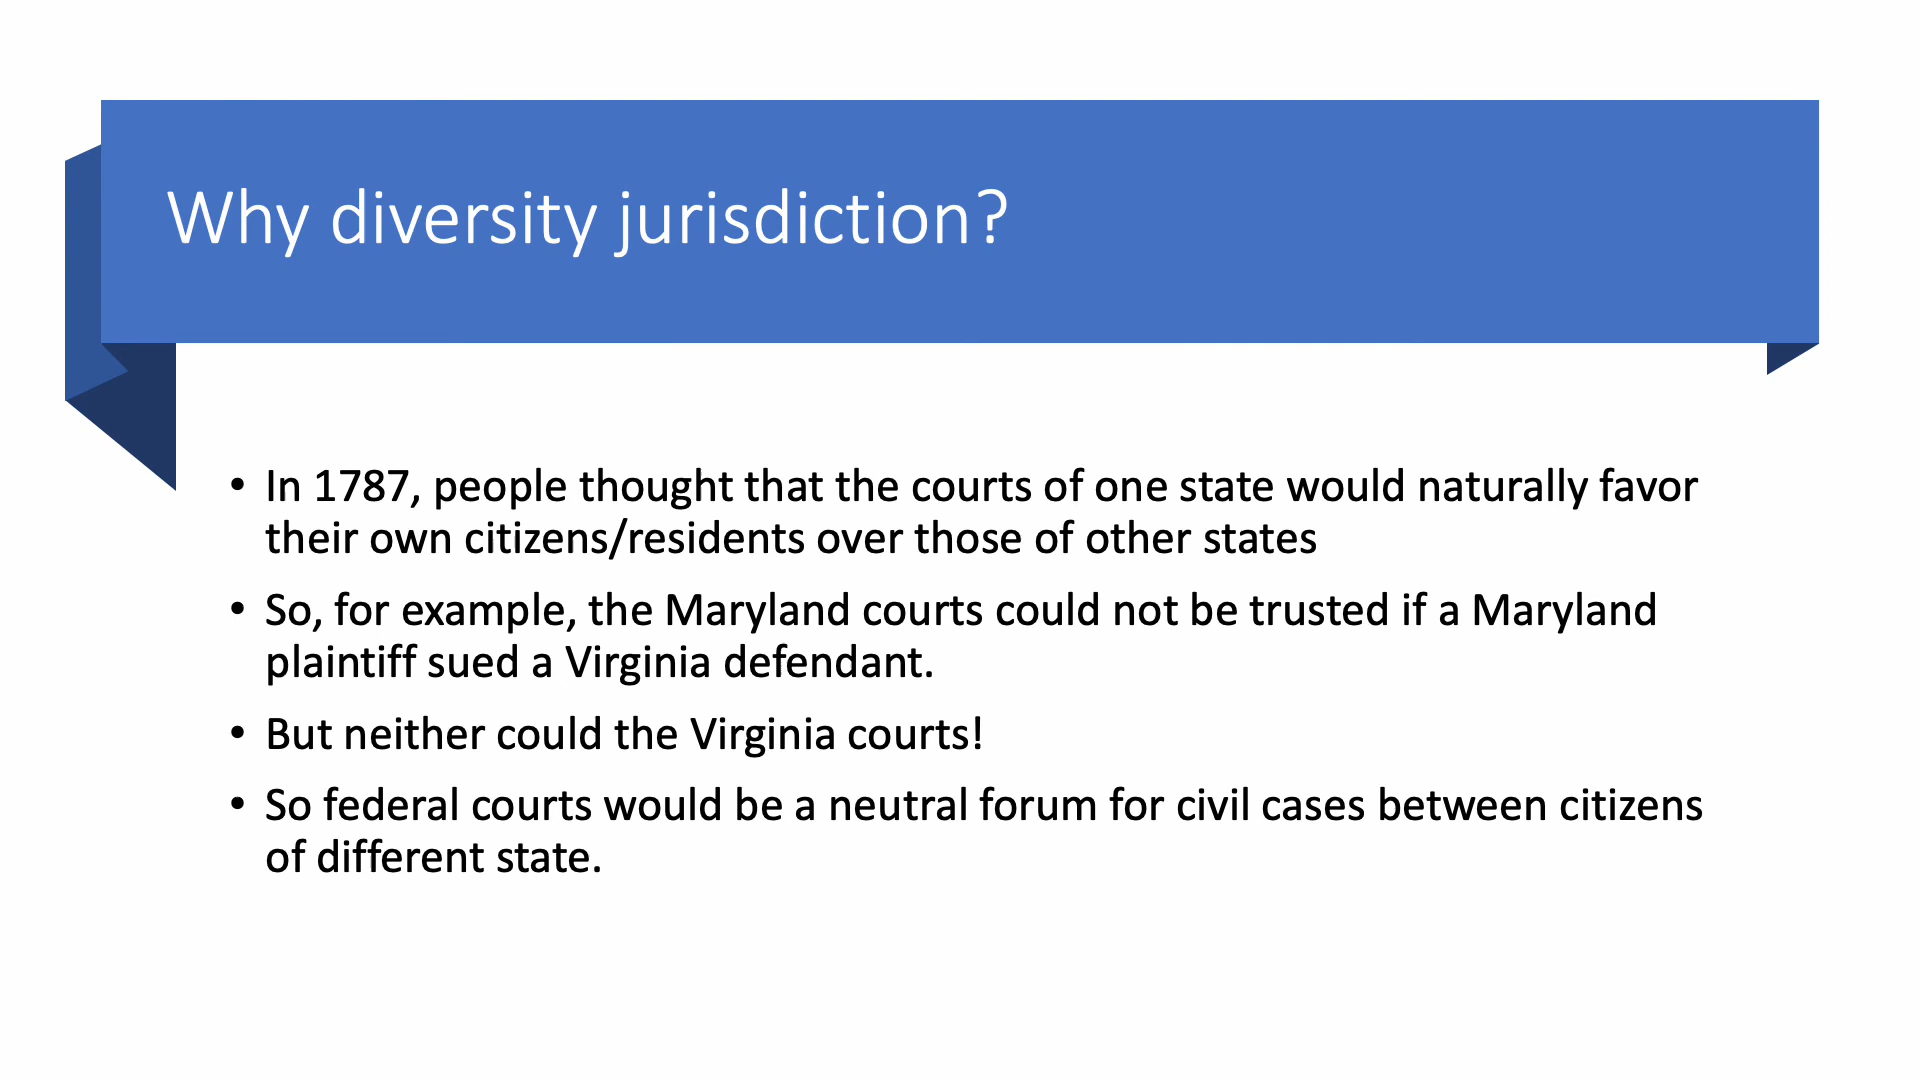 Why diversity jurisdiction?
• In 1787, people thought that the courts of one state would naturally favor
their own citizens/residents over those of other states
• So, for example, the Maryland courts could not be trusted if a Maryland
plaintiff sued a Virginia defendant.
• But neither could the Virginia courts!
• So federal courts would be a neutral forum for civil cases between citizens
of different state.